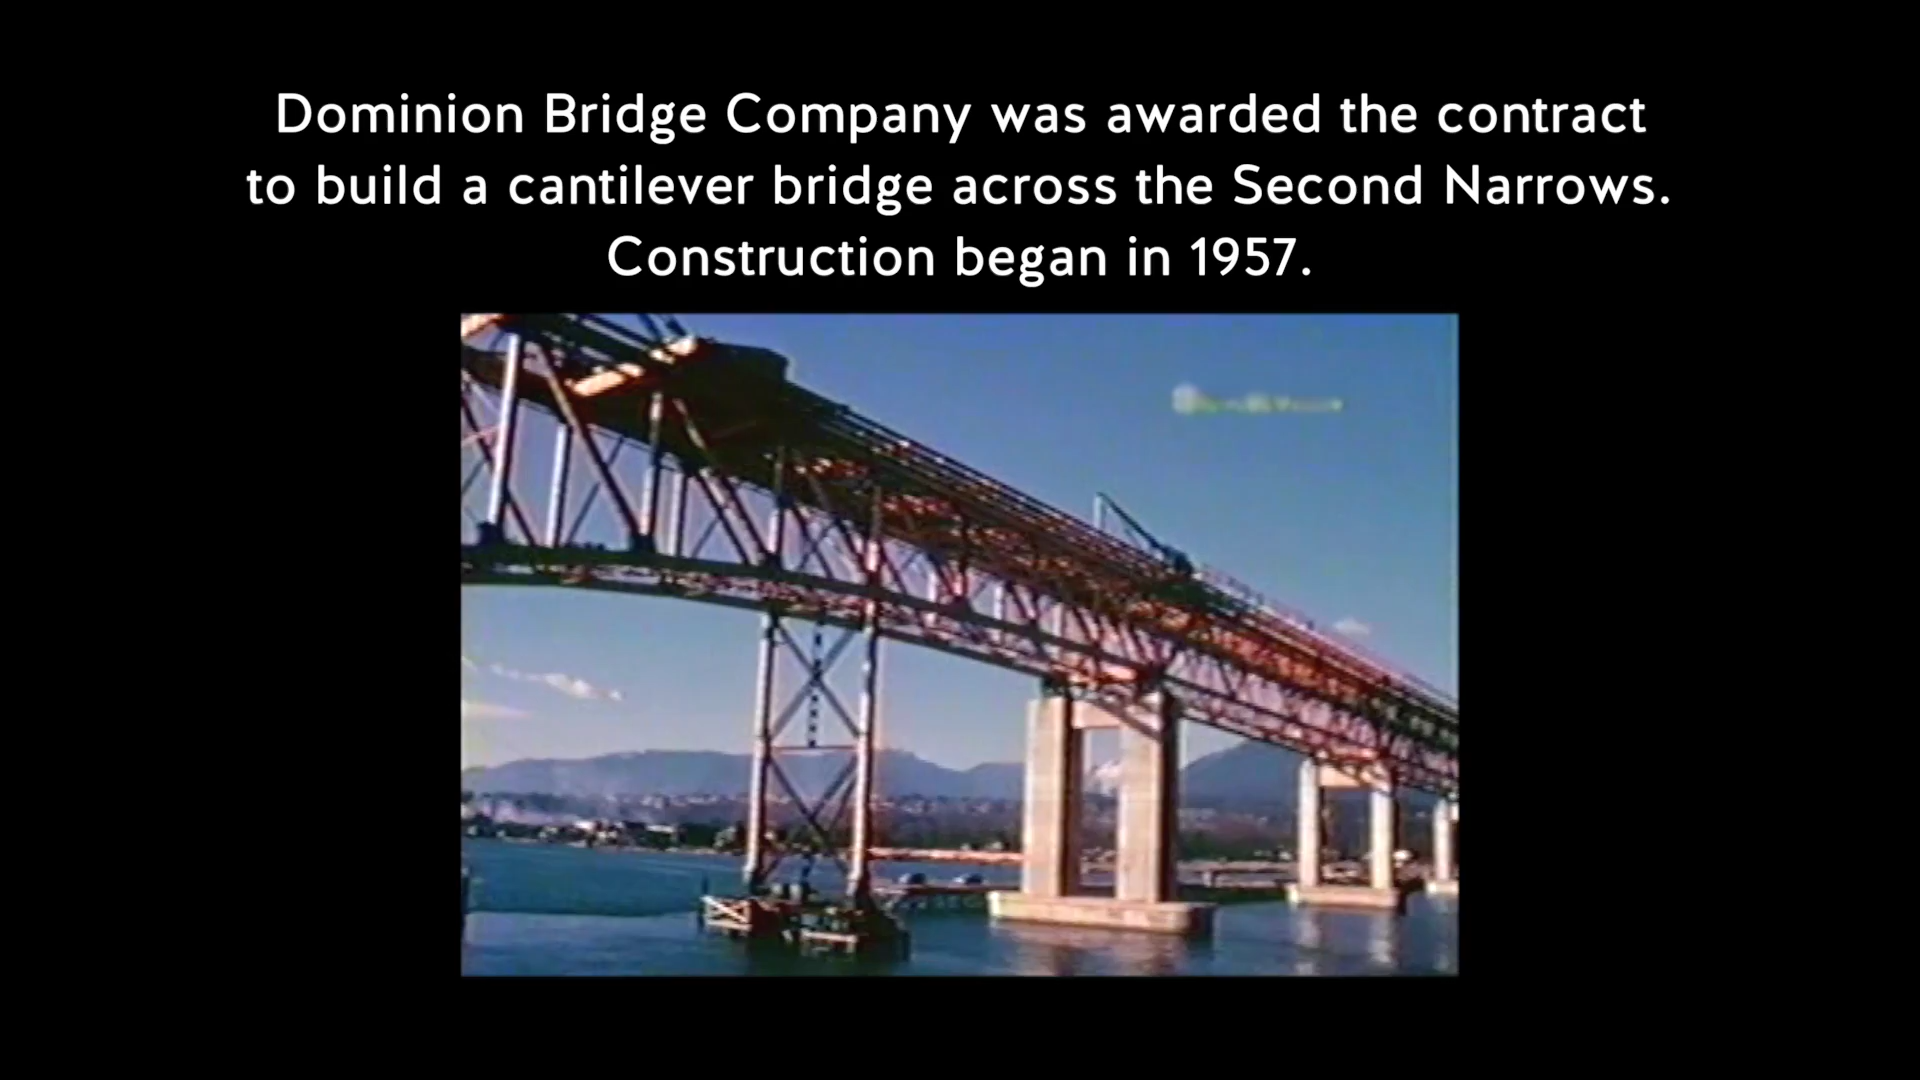 Dominion Bridge Company was awarded the contract
to build a cantilever bridge across the Second Narrows.
Construction began in 1957.